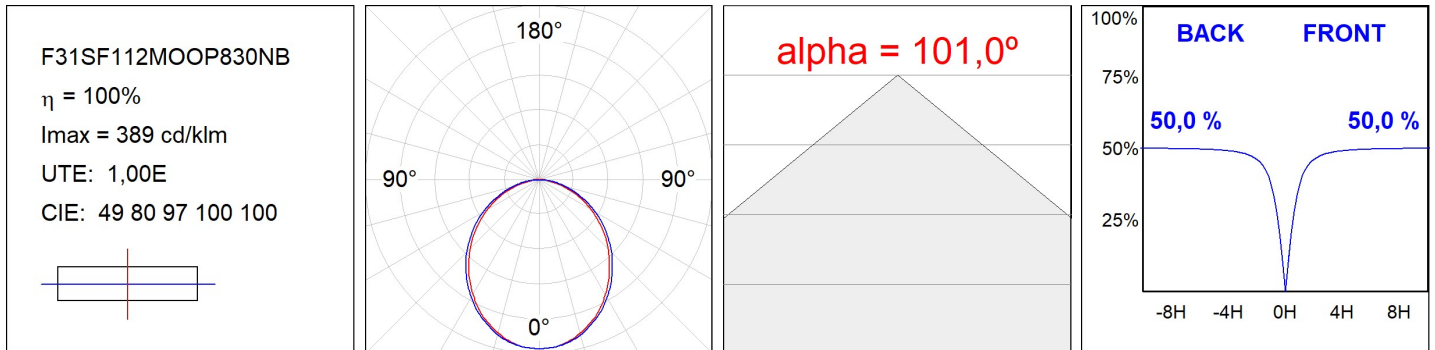 F31SF112MOOP830NB
η = 100%
Imax = 389 cd/klm
UTE: 1,00E
CIE: 49 80 97 100 100
180°
90°
90°
0°
alpha = 101,0º
100%
BACK
FRONT
75%
50,0 %
50,0 %
50%
25%
-8H
-4H
0H
4H
8H